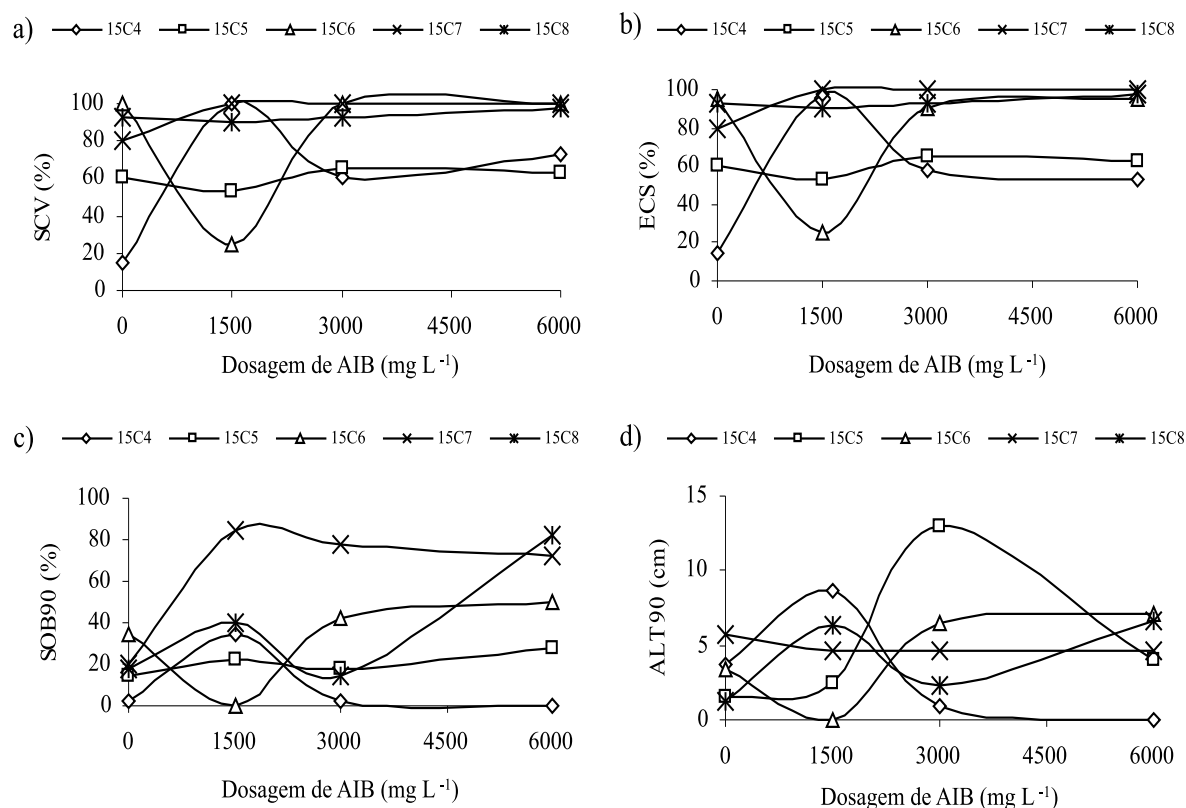 a) 15C4 15C5 15C6 15C7 15C8
SCV (%)
100
80
60
40
20
0
0 1500 3000 4500 6000
Dosagem de AIB (mg L -1)
b) 15C4 15C5 15C6 15C7 15C8
ECS (%)
100
80
60
40
20
0
0 1500 3000 4500 6000
Dosagem de AIB (mg L -1)
c) 15C4 15C5 15C6 15C7 15C8
SOB90 (%)
100
80
60
40
20
0
0 1500 3000 4500 6000
Dosagem de AIB (mg L -1)
d) 15C4 15C5 15C6 15C7 15C8
ALT90 (cm)
15
10
5
0
0 1500 3000 4500 6000
Dosagem de AIB (mg L -1)